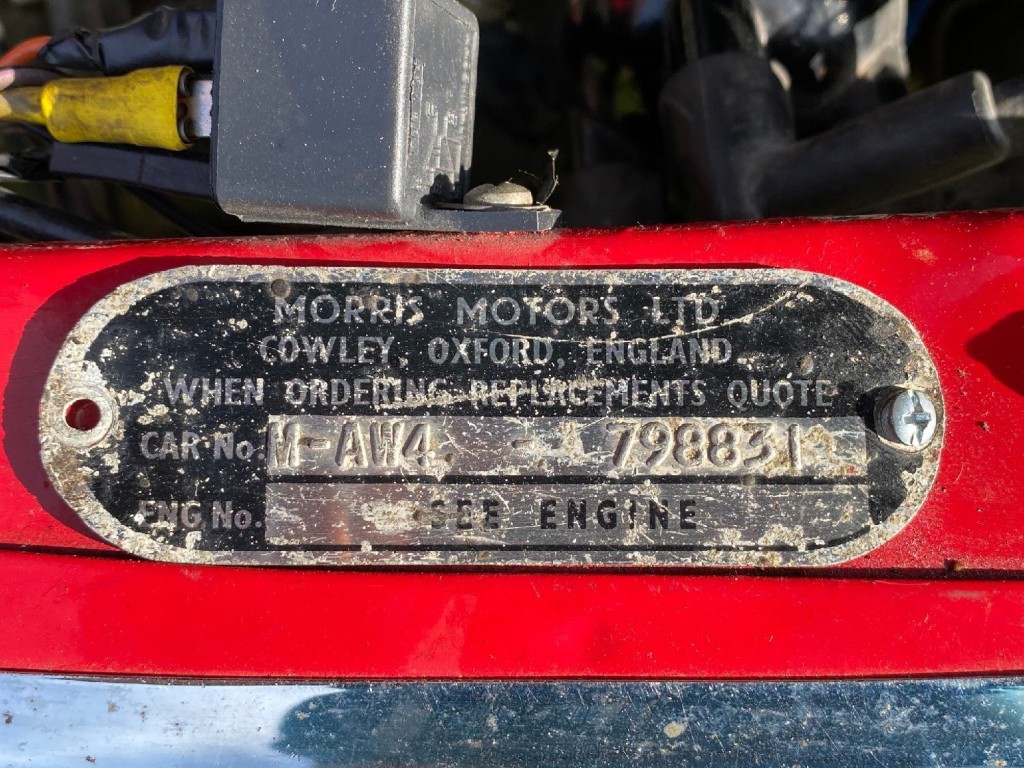 MORRIS MOTORS LTD
COWLEY, OXFORD, ENGLAND.
WHEN ORDERING REPLACEMENTS QUOTE
CAR No. M-AW4. - 798831
ENG No. SEE ENGINE